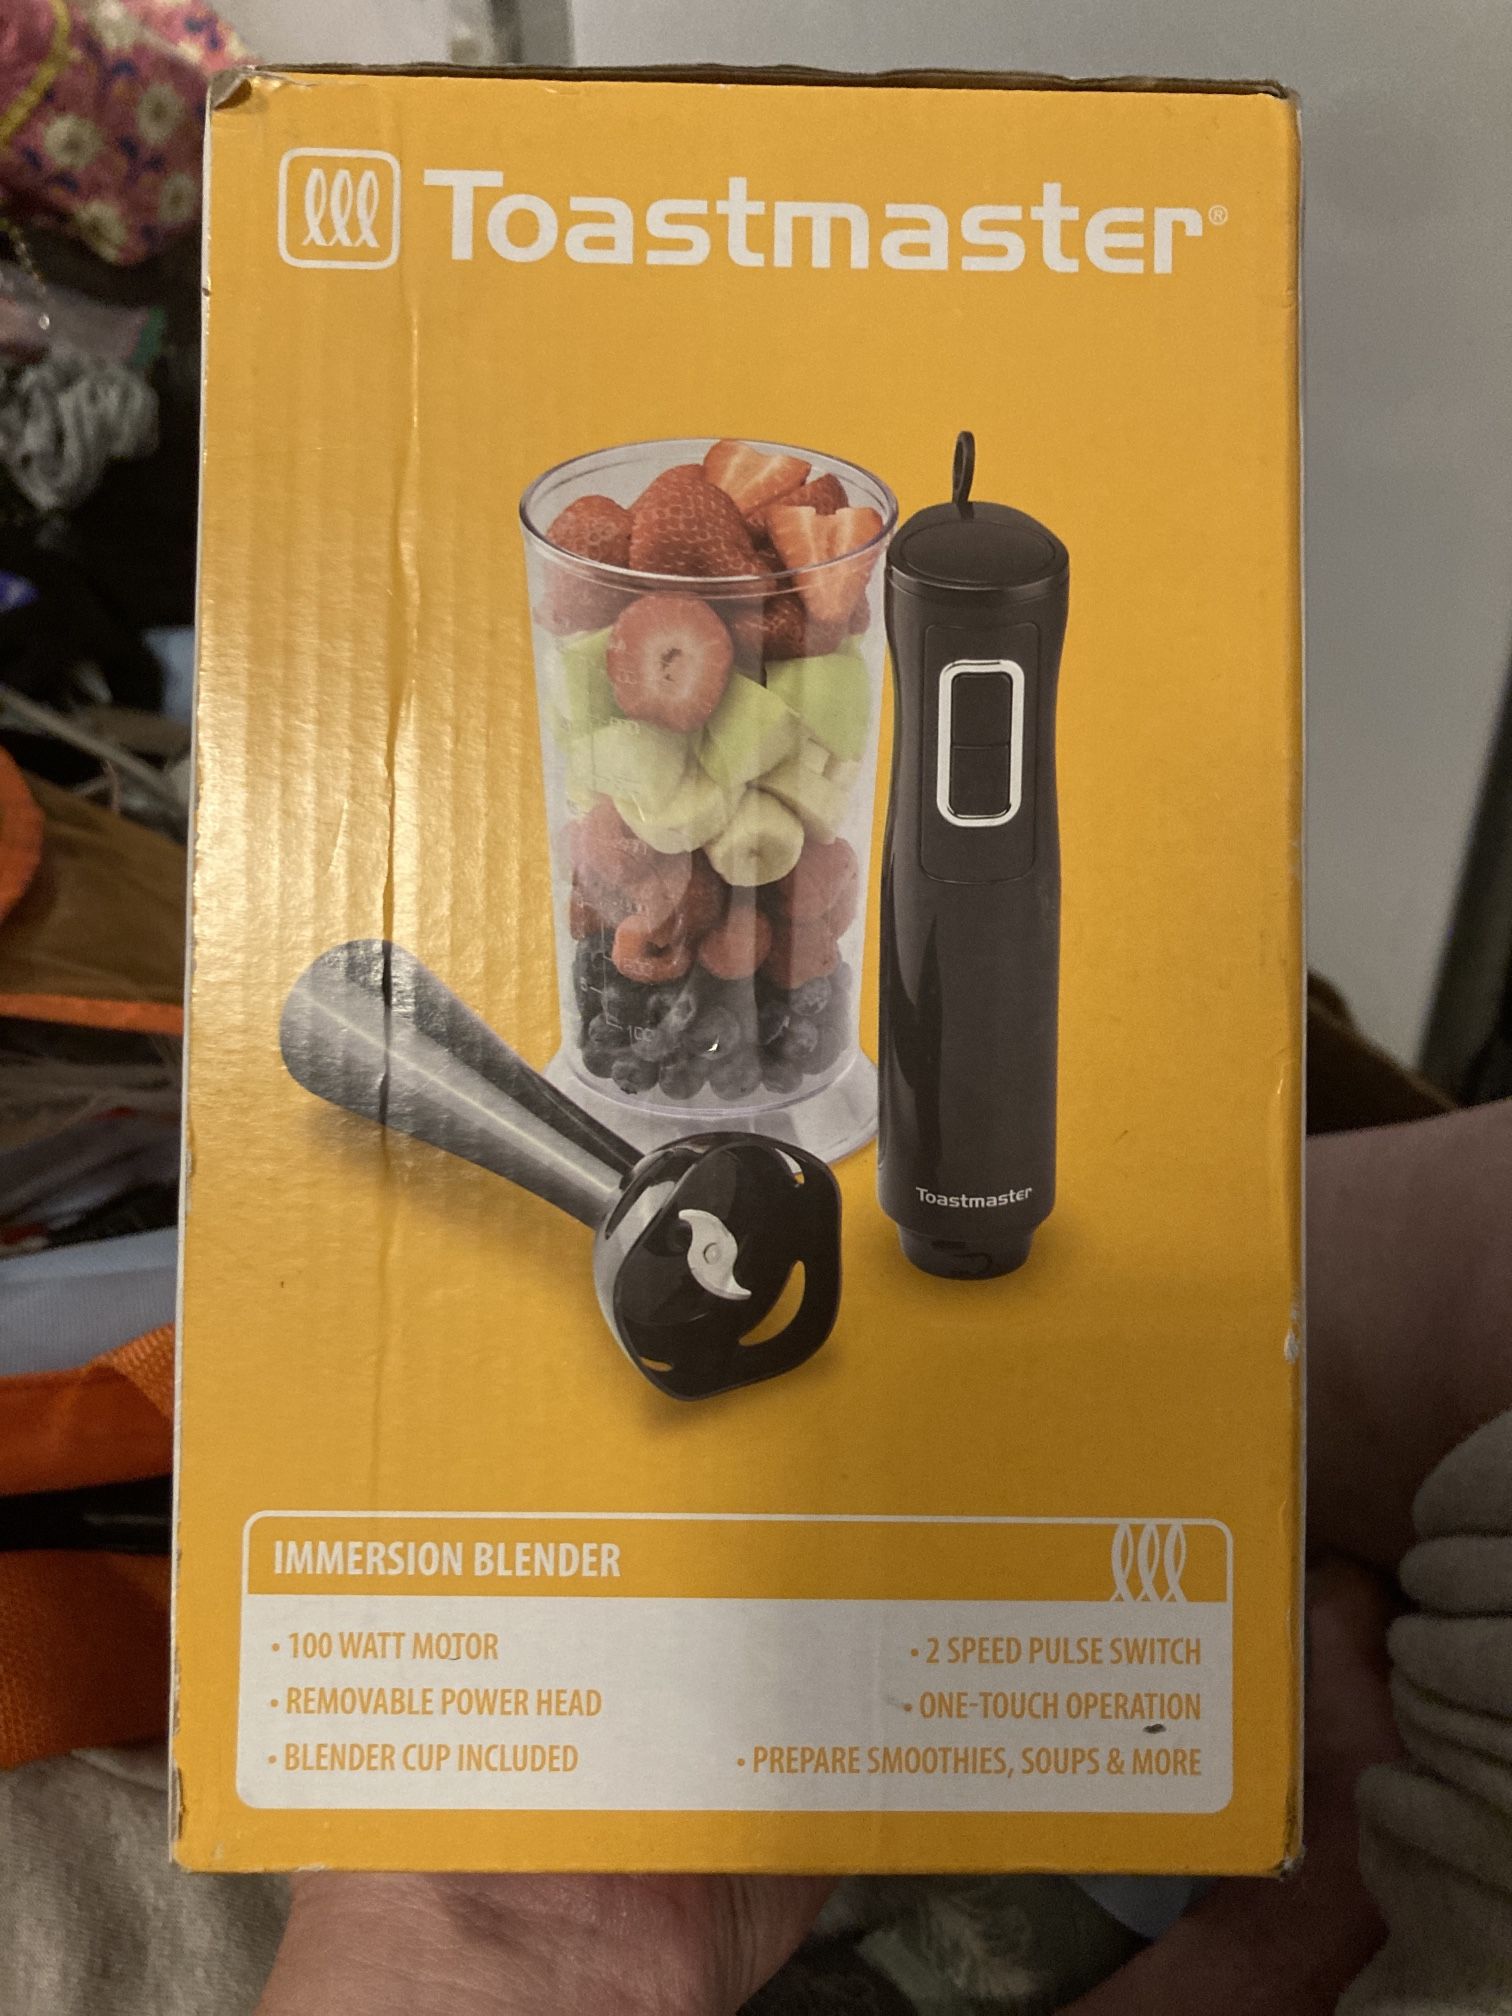 Toastmaster®
Toastmaster
100
IMMERSION BLENDER
• 100 WATT MOTOR
• REMOVABLE POWER HEAD
• BLENDER CUP INCLUDED
• 2 SPEED PULSE SWITCH
• ONE-TOUCH OPERATION
• PREPARE SMOOTHIES, SOUPS & MORE